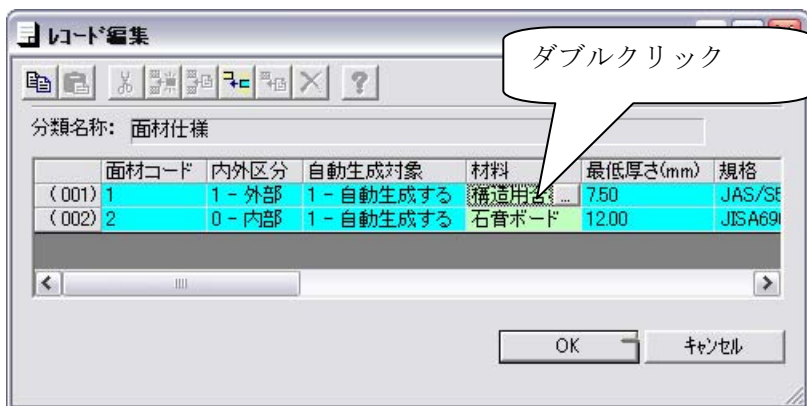 レコード編集
ダブルクリック
分類名称: 面材仕様
面材コード 内外区分 自動生成対象 材料 最低厚さ(mm) 規格
(001) 1 1 - 外部 1 - 自動生成する 構造用合 ... 7.50 JAS/SE
(002) 2 0 - 内部 1 - 自動生成する 石音ボード 12.00 JISA69
OK キャンセル